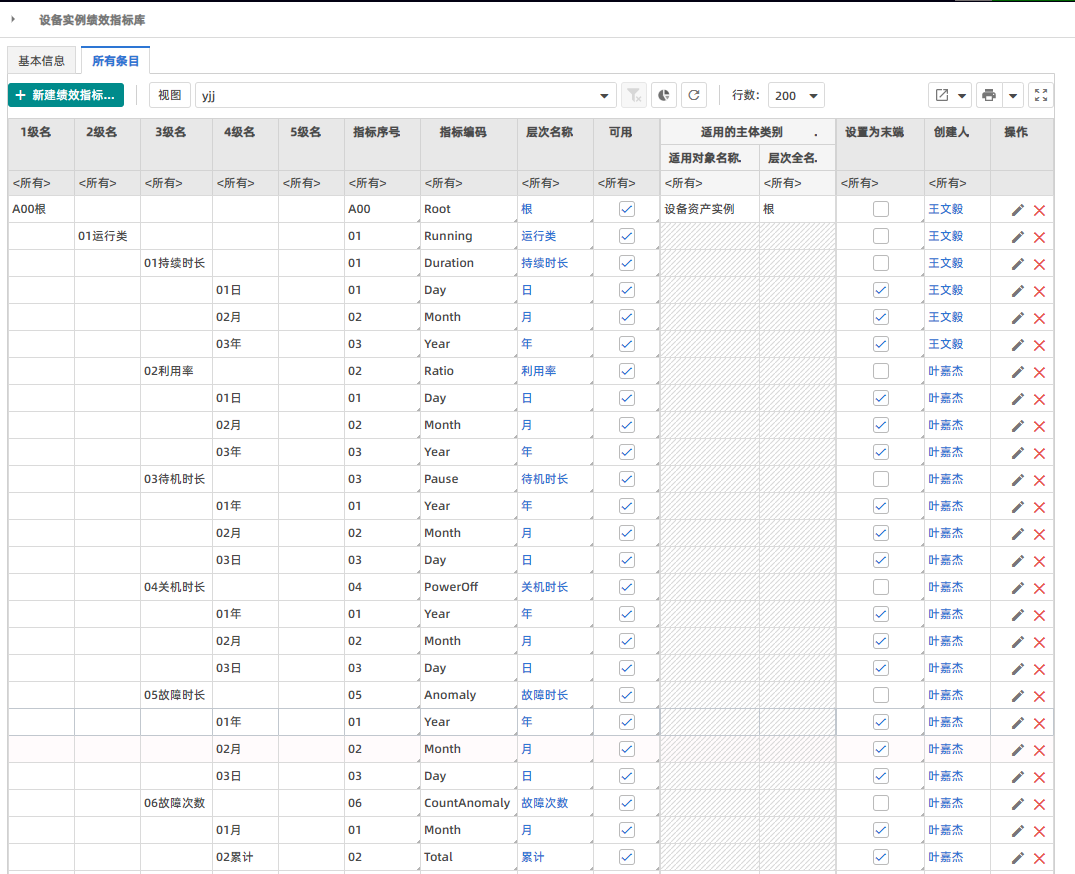 设备实例绩效指标库
基本信息 所有条目
新建绩效指标... 视图 yjj 行数: 200
1级名 2级名 3级名 4级名 5级名 指标序号 指标编码 层次名称 可用 适用的主体类别 . 设置为末端 创建人 操作
适用对象名称. 层次全名.
<所有> <所有> <所有> <所有> <所有> <所有> <所有> <所有> <所有> <所有> <所有> <所有> <所有>
A00根 A00 Root 根 设备资产实例 根 王文毅
01运行类 01 Running 运行类 王文毅
01持续时长 01 Duration 持续时长 王文毅
01日 01 Day 日 王文毅
02月 02 Month 月 王文毅
03年 03 Year 年 王文毅
02利用率 02 Ratio 利用率 叶嘉杰
01日 01 Day 日 叶嘉杰
02月 02 Month 月 叶嘉杰
03年 03 Year 年 叶嘉杰
03待机时长 03 Pause 待机时长 叶嘉杰
01年 01 Year 年 叶嘉杰
02月 02 Month 月 叶嘉杰
03日 03 Day 日 叶嘉杰
04关机时长 04 PowerOff 关机时长 叶嘉杰
01年 01 Year 年 叶嘉杰
02月 02 Month 月 叶嘉杰
03日 03 Day 日 叶嘉杰
05故障时长 05 Anomaly 故障时长 叶嘉杰
01年 01 Year 年 叶嘉杰
02月 02 Month 月 叶嘉杰
03日 03 Day 日 叶嘉杰
06故障次数 06 CountAnomaly 故障次数 叶嘉杰
01月 01 Month 月 叶嘉杰
02累计 02 Total 累计 叶嘉杰